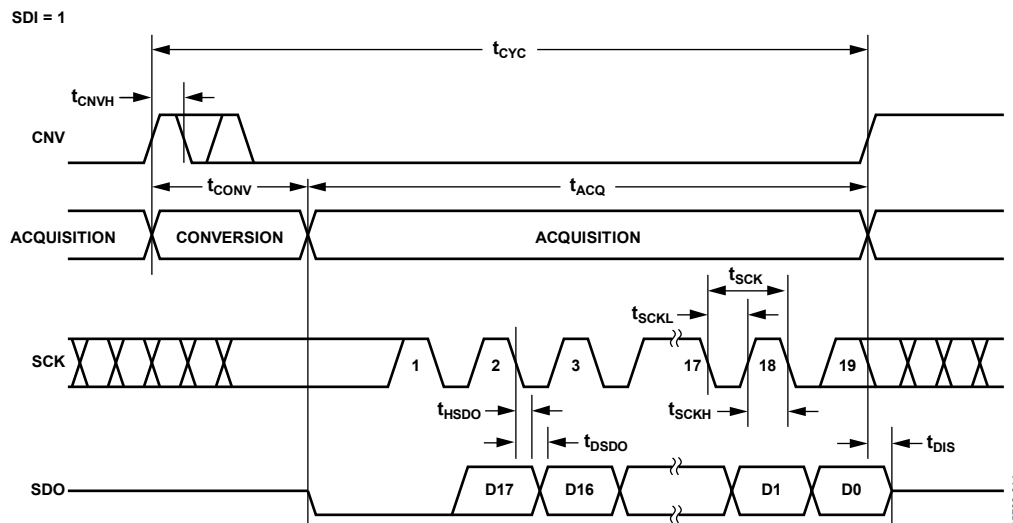 SDI = 1
tCYC
tCNVH
CNV
tCONV
tACQ
ACQUISITION
CONVERSION
ACQUISITION
tSCK
tSCKL
SCK
1
2
3
17
18
19
tHSDO
tSCKH
tDSDO
tDIS
SDO
D17
D16
D1
D0